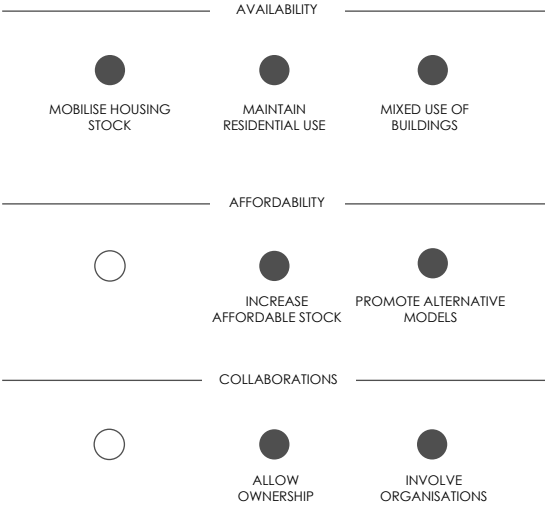 AVAILABILITY
MOBILISE HOUSING
STOCK
MAINTAIN
RESIDENTIAL USE
MIXED USE OF
BUILDINGS
AFFORDABILITY
INCREASE
AFFORDABLE STOCK
PROMOTE ALTERNATIVE
MODELS
COLLABORATIONS
ALLOW
OWNERSHIP
INVOLVE
ORGANISATIONS